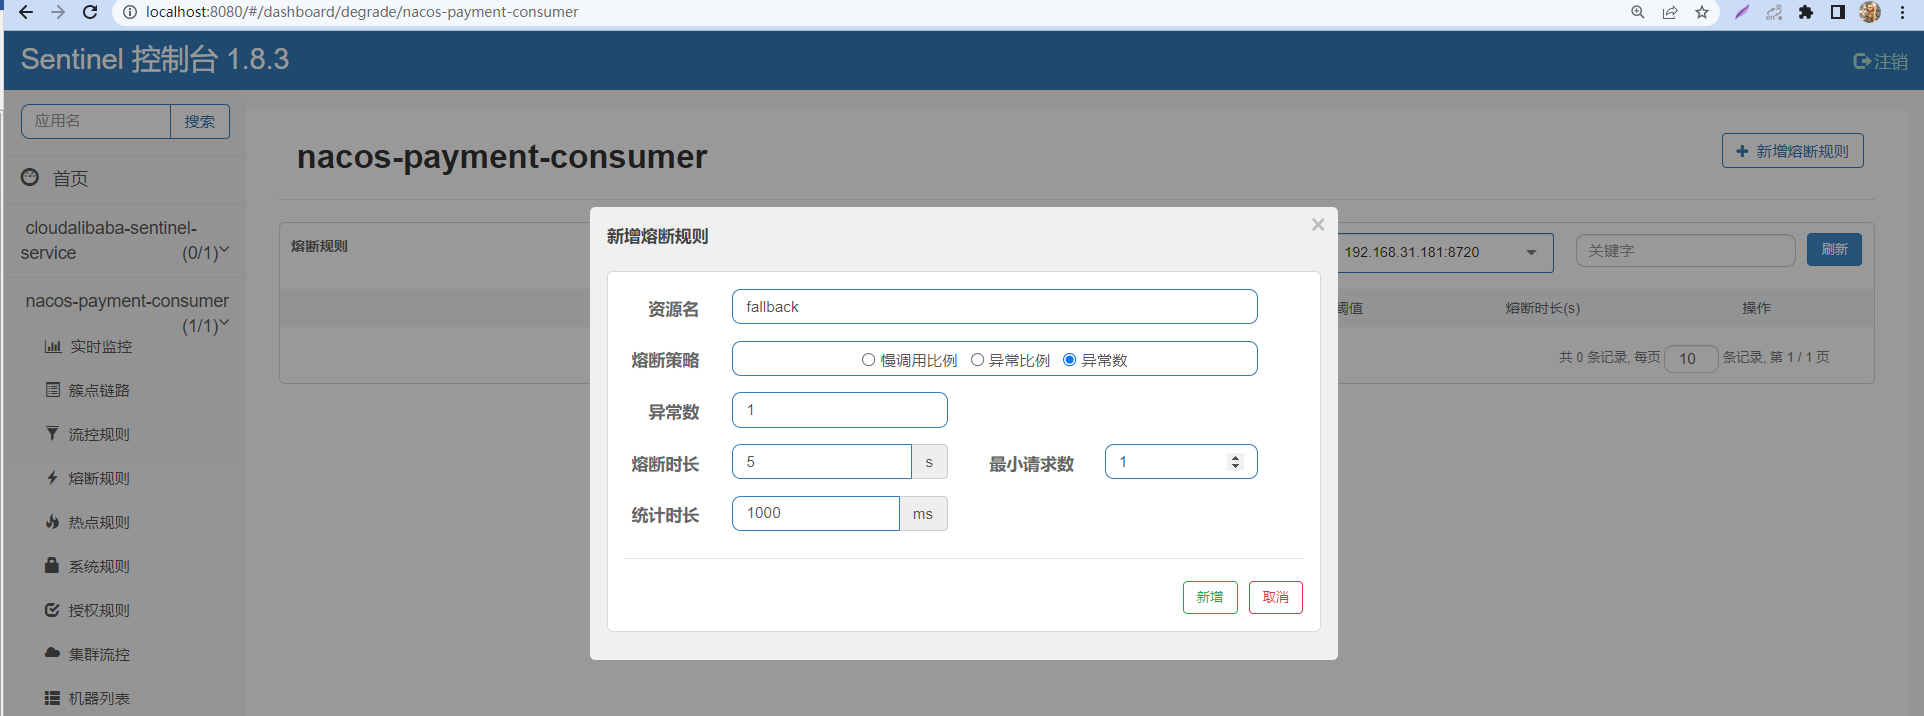 localhost:8080/#/dashboard/degrade/nacos-payment-consumer
Sentinel 控制台 1.8.3
注销
应用名
搜索
首页
cloudalibaba-sentinel-
service (0/1)
nacos-payment-consumer
(1/1)
实时监控
簇点链路
流控规则
熔断规则
热点规则
系统规则
授权规则
集群流控
机器列表
nacos-payment-consumer
新增熔断规则
熔断规则
192.168.31.181:8720
关键字
刷新
阈值
熔断时长(s)
操作
共 0 条记录, 每页 10 条记录, 第 1 / 1 页
新增熔断规则
×
资源名 fallback
熔断策略 慢调用比例 异常比例 异常数
异常数 1
熔断时长 5 s 最小请求数 1
统计时长 1000 ms
新增 取消